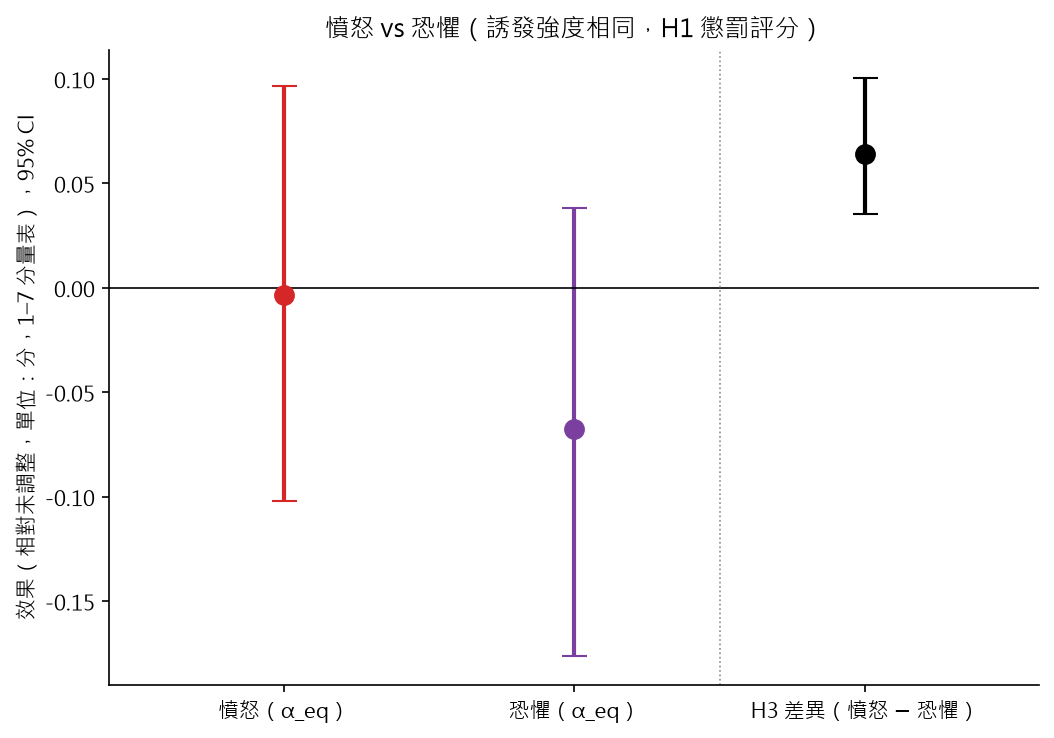 憤怒 vs 恐懼（誘發強度相同，H1 懲罰評分）
效果（相對未調整，單位：分，1–7 分量表），95% CI
0.10
0.05
0.00
-0.05
-0.10
-0.15
憤怒（α_eq）
恐懼（α_eq）
H3 差異（憤怒 − 恐懼）